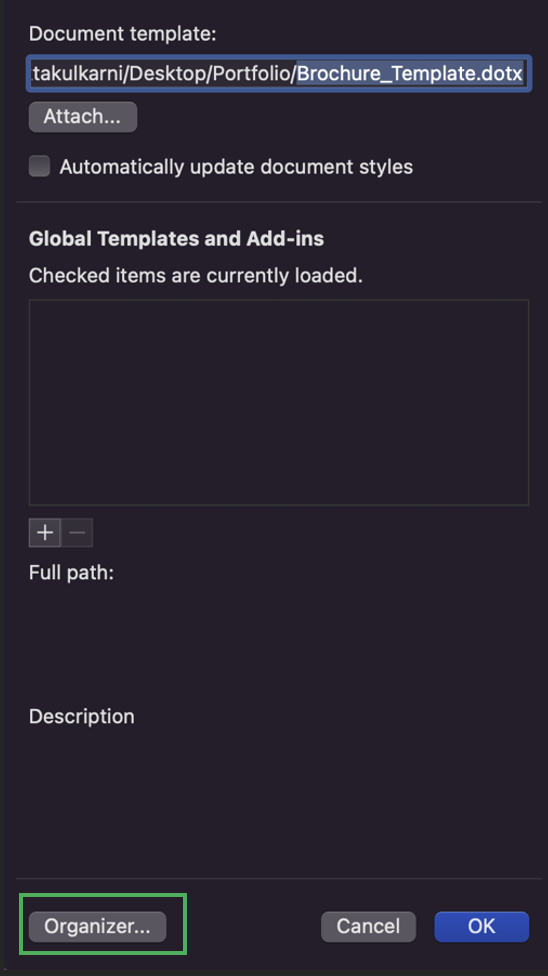 Document template:
takulkarni/Desktop/Portfolio/Brochure_Template.dotx
Attach...
Automatically update document styles
Global Templates and Add-ins
Checked items are currently loaded.
Full path:
Description
Organizer...
Cancel
OK